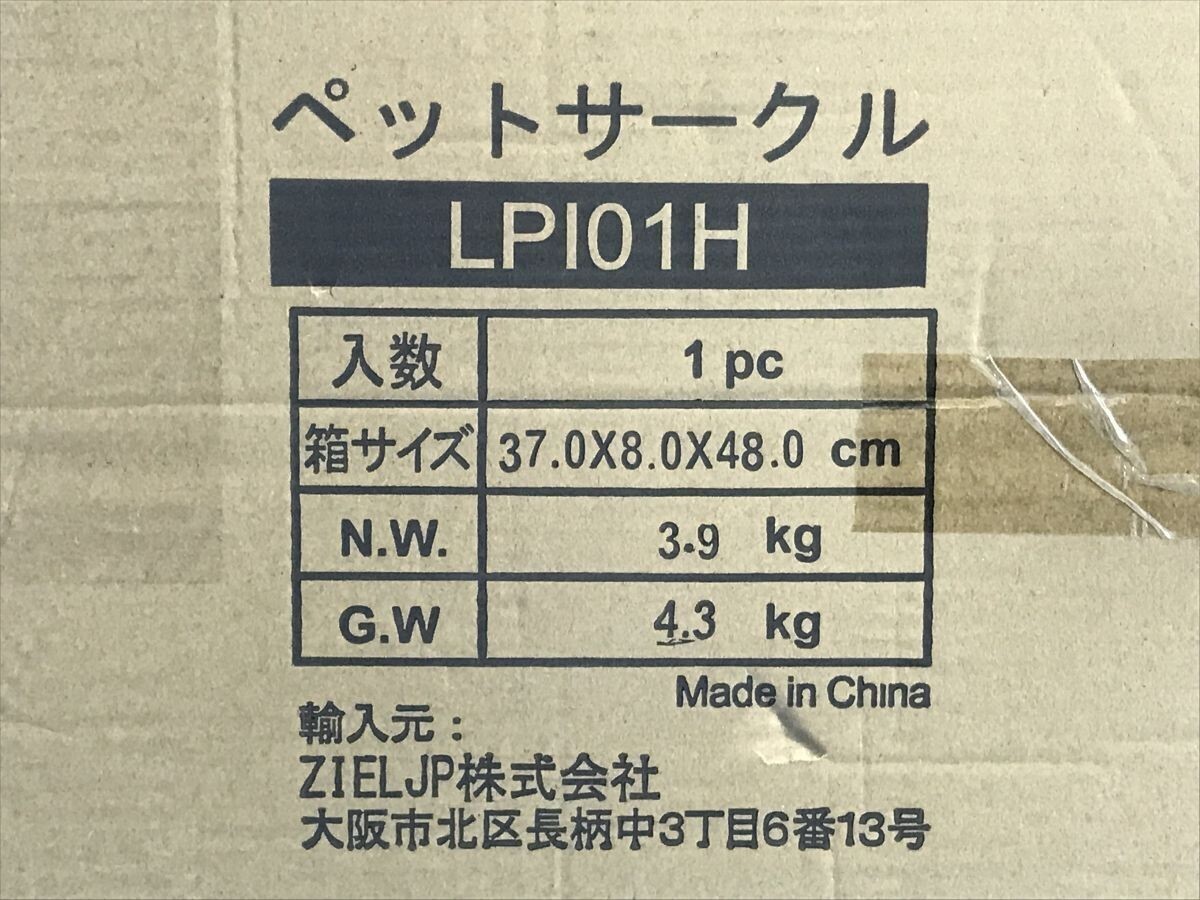 ペットサークル
LPI01H
入数 1 pc
箱サイズ 37.0X8.0X48.0 cm
N.W. 3.9 kg
G.W 4.3 kg
Made in China
輸入元：
ZIELJP株式会社
大阪市北区長柄中3丁目6番13号